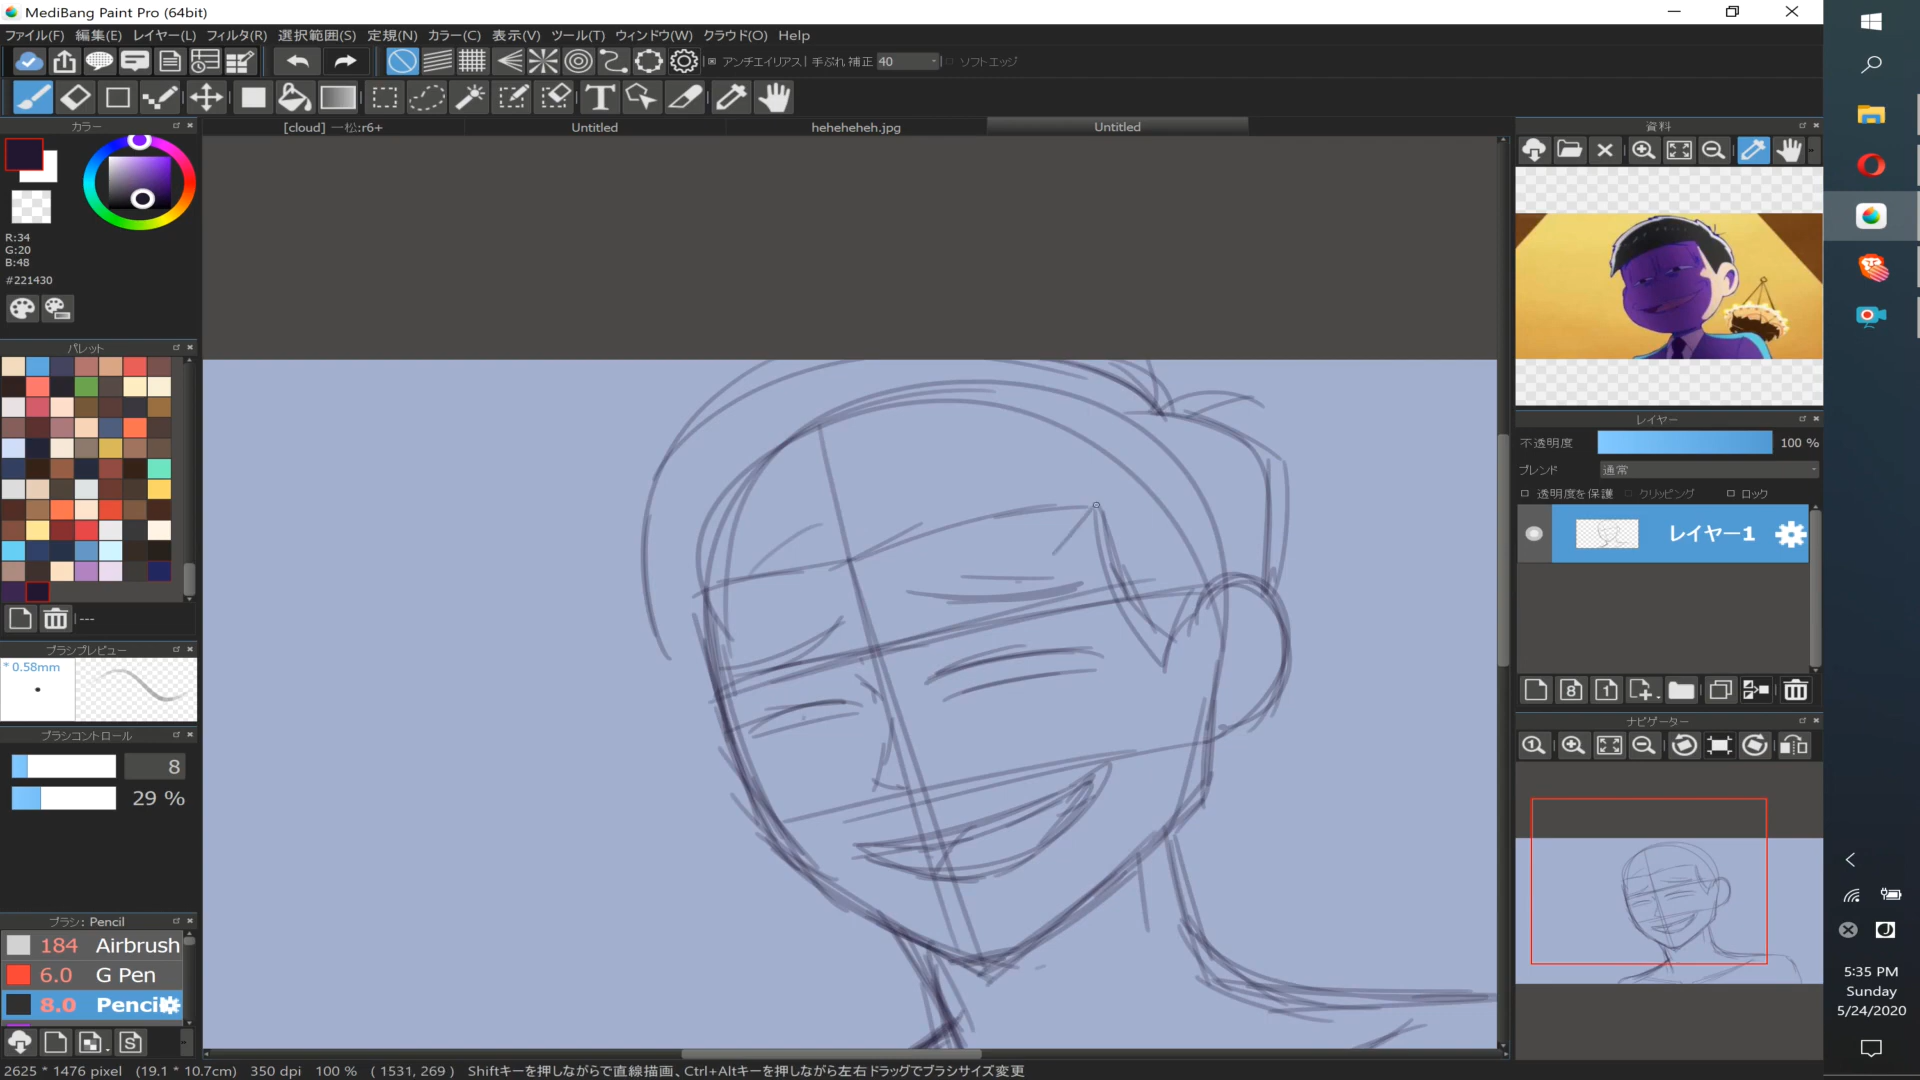 MediBang Paint Pro (64bit)
ファイル(F) 編集(E) レイヤー(L) フィルタ(R) 選択範囲(S) 定規(N) カラー(C) 表示(V) ツール(T) ウィンドウ(W) クラウド(O) Help
アンチエイリアス 手ぶれ補正 40 ソフトエッジ
カラー
[cloud] 一松:r6+
Untitled
heheheheh.jpg
Untitled
資料
R:34
G:20
B:48
#221430
パレット
---
ブラシプレビュー
* 0.58mm
ブラシコントロール
8
29 %
ブラシ: Pencil
184 Airbrush
6.0 G Pen
8.0 Pencil
レイヤー
不透明度 100 %
ブレンド 通常
透明度を保護 クリッピング ロック
レイヤー1
8
1
ナビゲーター
5:35 PM
Sunday
5/24/2020
2625 * 1476 pixel (19.1 * 10.7cm) 350 dpi 100 % ( 1531, 269 ) Shiftキーを押しながらで直線描画、Ctrl+Altキーを押しながら左右ドラッグでブラシサイズ変更